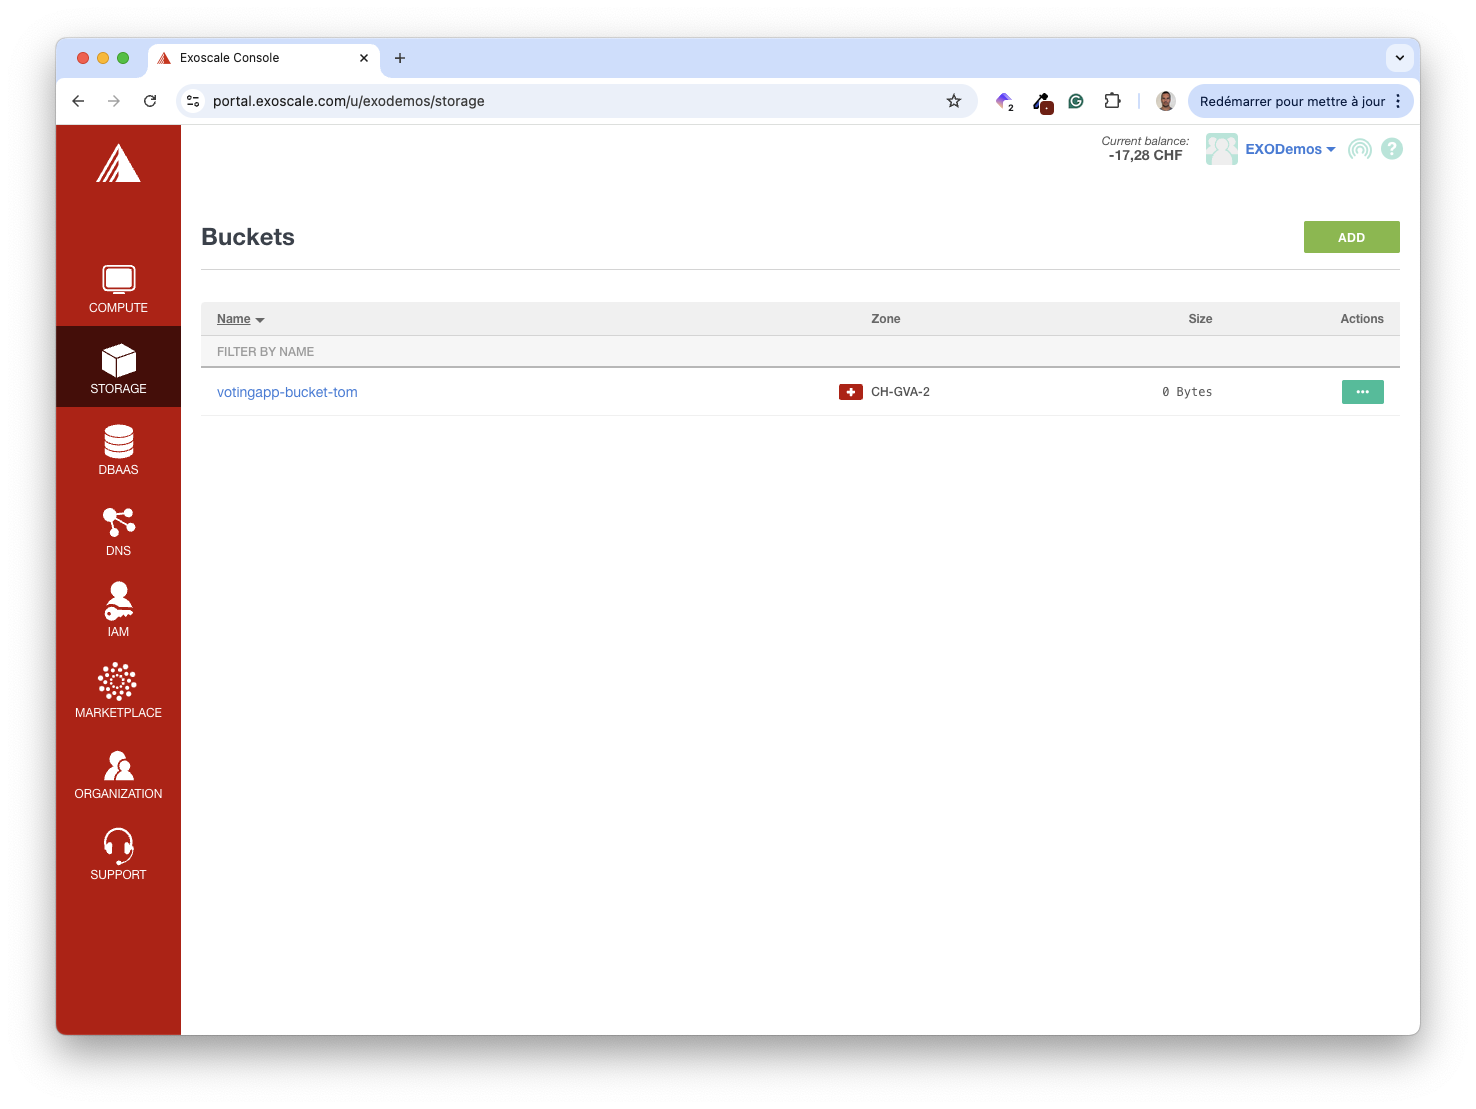 Exoscale Console
portal.exoscale.com/u/exodemos/storage
2
Redémarrer pour mettre à jour
Current balance:
-17,28 CHF
EXODemos
?
Buckets
ADD
COMPUTE
STORAGE
DBAAS
DNS
IAM
MARKETPLACE
ORGANIZATION
SUPPORT
Name Zone Size Actions
FILTER BY NAME
votingapp-bucket-tom CH-GVA-2 0 Bytes